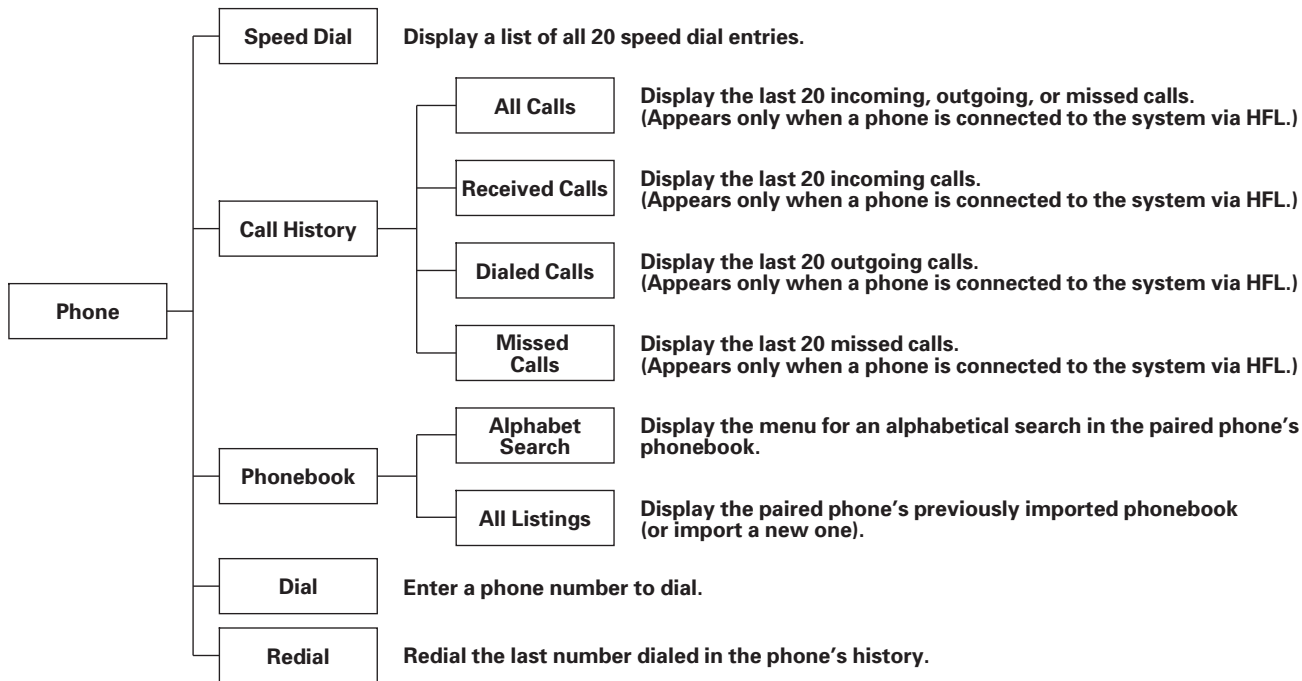 Speed Dial
Display a list of all 20 speed dial entries.
All Calls
Display the last 20 incoming, outgoing, or missed calls.
(Appears only when a phone is connected to the system via HFL.)
Received Calls
Display the last 20 incoming calls.
(Appears only when a phone is connected to the system via HFL.)
Call History
Dialed Calls
Display the last 20 outgoing calls.
(Appears only when a phone is connected to the system via HFL.)
Phone
Missed
Calls
Display the last 20 missed calls.
(Appears only when a phone is connected to the system via HFL.)
Alphabet
Search
Display the menu for an alphabetical search in the paired phone’s
phonebook.
Phonebook
All Listings
Display the paired phone’s previously imported phonebook
(or import a new one).
Dial
Enter a phone number to dial.
Redial
Redial the last number dialed in the phone’s history.